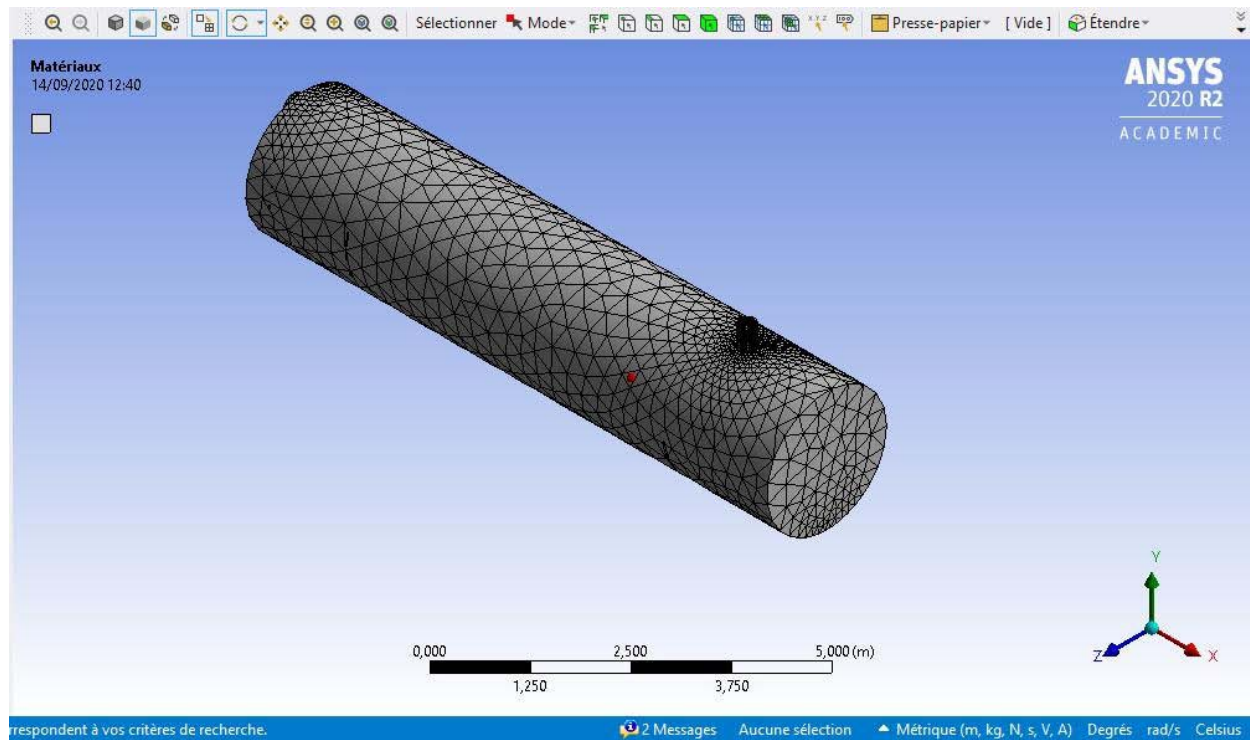 Sélectionner Mode Presse-papier [ Vide ] Étendre
Matériaux
14/09/2020 12:40
ANSYS
2020 R2
ACADEMIC
Y
Z X
0,000 2,500 5,000 (m)
1,250 3,750
rrespondent à vos critères de recherche. 2 Messages Aucune sélection Métrique (m, kg, N, s, V, A) Degrés rad/s Celsius